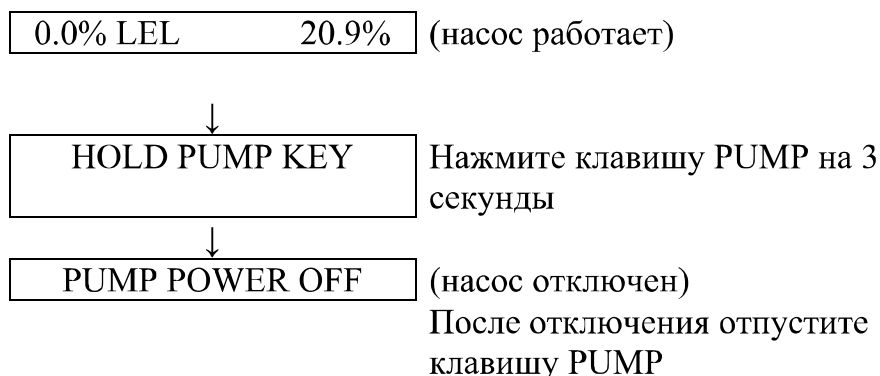 0.0% LEL 20.9% (насос работает)
↓
HOLD PUMP KEY Нажмите клавишу PUMP на 3
секунды
↓
PUMP POWER OFF (насос отключен)
После отключения отпустите
клавишу PUMP